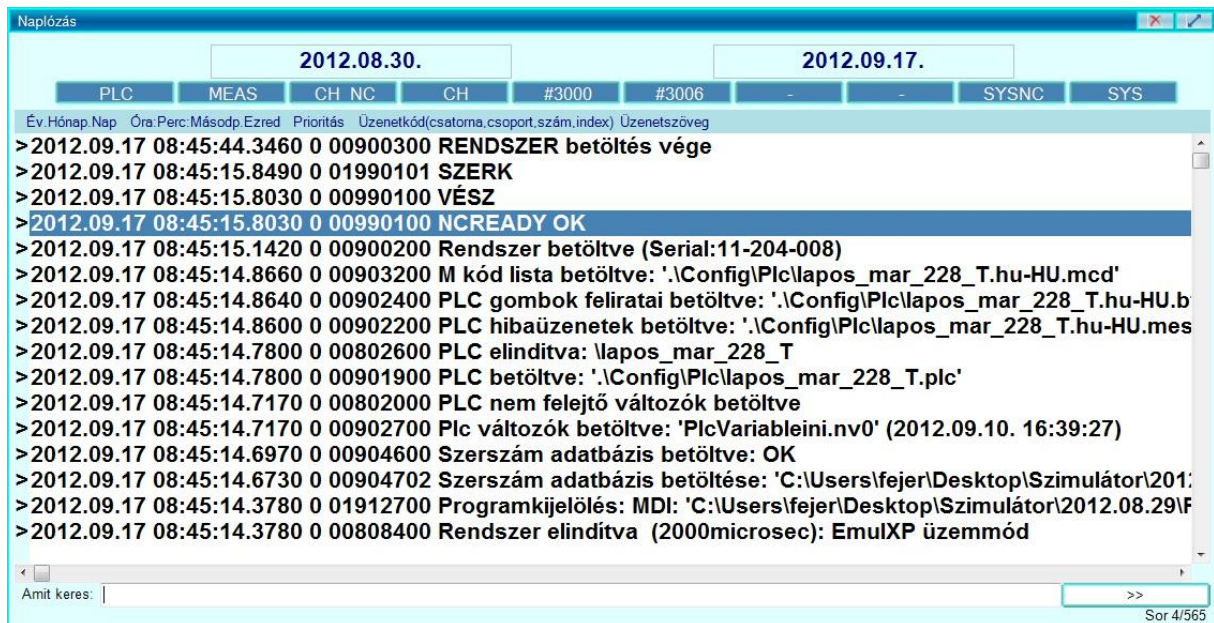 Naplózás
2012.08.30. 2012.09.17.
PLC MEAS CH NC CH #3000 #3006 - - SYSNC SYS
Év.Hónap.Nap Óra:Perc:Másodp.Ezred Prioritás Üzenetkód(csatorna,csoport,szám,index) Üzenetszöveg
>2012.09.17 08:45:44.3460 0 00900300 RENDSZER betöltés vége
>2012.09.17 08:45:15.8490 0 01990101 SZERK
>2012.09.17 08:45:15.8030 0 00990100 VÉSZ
>2012.09.17 08:45:15.8030 0 00990100 NCREADY OK
>2012.09.17 08:45:15.1420 0 00900200 Rendszer betöltve (Serial:11-204-008)
>2012.09.17 08:45:14.8660 0 00903200 M kód lista betöltve: '.\Config\Plc\lapos_mar_228_T.hu-HU.mcd'
>2012.09.17 08:45:14.8640 0 00902400 PLC gombok feliratai betöltve: '.\Config\Plc\lapos_mar_228_T.hu-HU.b
>2012.09.17 08:45:14.8600 0 00902200 PLC hibaüzenetek betöltve: '.\Config\Plc\lapos_mar_228_T.hu-HU.mes
>2012.09.17 08:45:14.7800 0 00802600 PLC elinditva: \lapos_mar_228_T
>2012.09.17 08:45:14.7800 0 00901900 PLC betöltve: '.\Config\Plc\lapos_mar_228_T.plc'
>2012.09.17 08:45:14.7170 0 00802000 PLC nem felejtő változók betöltve
>2012.09.17 08:45:14.7170 0 00902700 Plc változók betöltve: 'PlcVariableini.nv0' (2012.09.10. 16:39:27)
>2012.09.17 08:45:14.6970 0 00904600 Szerszám adatbázis betöltve: OK
>2012.09.17 08:45:14.6730 0 00904702 Szerszám adatbázis betöltése: 'C:\Users\fejer\Desktop\Szimulátor\201
>2012.09.17 08:45:14.3780 0 01912700 Programkijelölés: MDI: 'C:\Users\fejer\Desktop\Szimulátor\2012.08.29\
>2012.09.17 08:45:14.3780 0 00808400 Rendszer elindítva (2000microsec): EmulXP üzemmód
Amit keres: >>
Sor 4/565